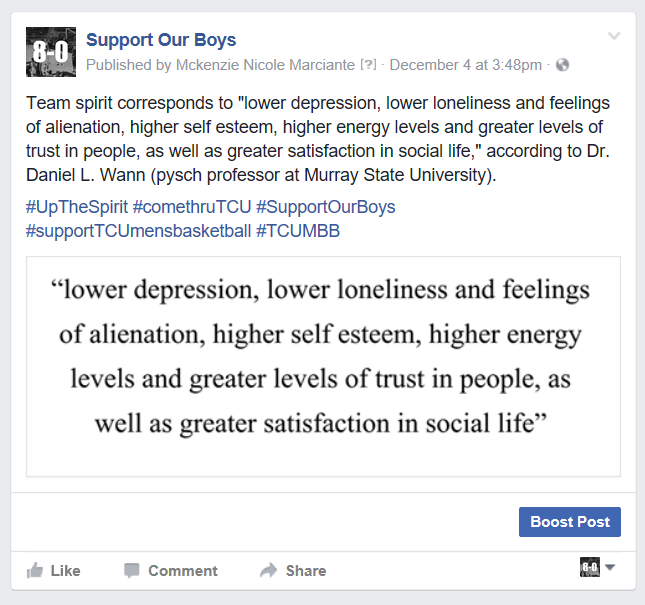 8-0
Support Our Boys
Published by Mckenzie Nicole Marciante [?] · December 4 at 3:48pm ·
Team spirit corresponds to "lower depression, lower loneliness and feelings
of alienation, higher self esteem, higher energy levels and greater levels of
trust in people, as well as greater satisfaction in social life," according to Dr.
Daniel L. Wann (pysch professor at Murray State University).
#UpTheSpirit #comethruTCU #SupportOurBoys
#supportTCUmensbasketball #TCUMBB
“lower depression, lower loneliness and feelings
of alienation, higher self esteem, higher energy
levels and greater levels of trust in people, as
well as greater satisfaction in social life”
Boost Post
Like Comment Share 8-0